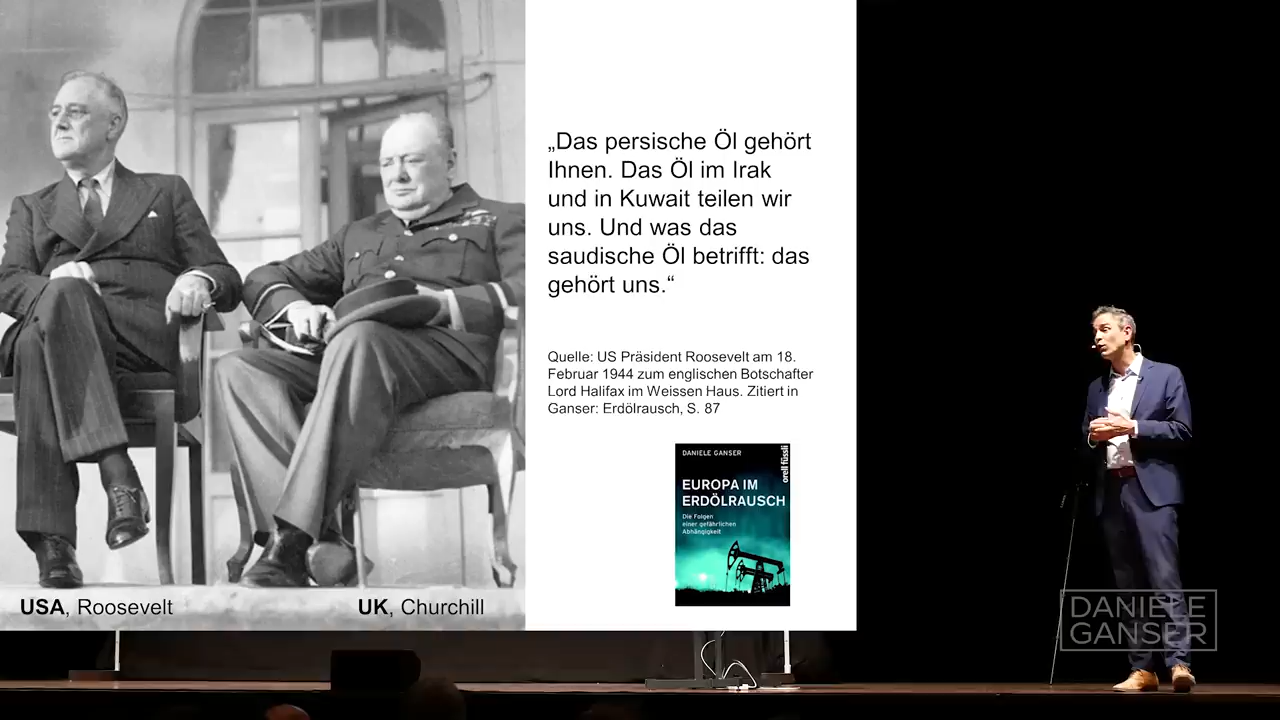 „Das persische Öl gehört
Ihnen. Das Öl im Irak
und in Kuwait teilen wir
uns. Und was das
saudische Öl betrifft: das
gehört uns.“
Quelle: US Präsident Roosevelt am 18.
Februar 1944 zum englischen Botschafter
Lord Halifax im Weissen Haus. Zitiert in
Ganser: Erdölrausch, S. 87
DANIELE GANSER
orell füssli
EUROPA IM
ERDÖLRAUSCH
Die Folgen
einer gefährlichen
Abhängigkeit
USA, Roosevelt
UK, Churchill
DANIELE
GANSER